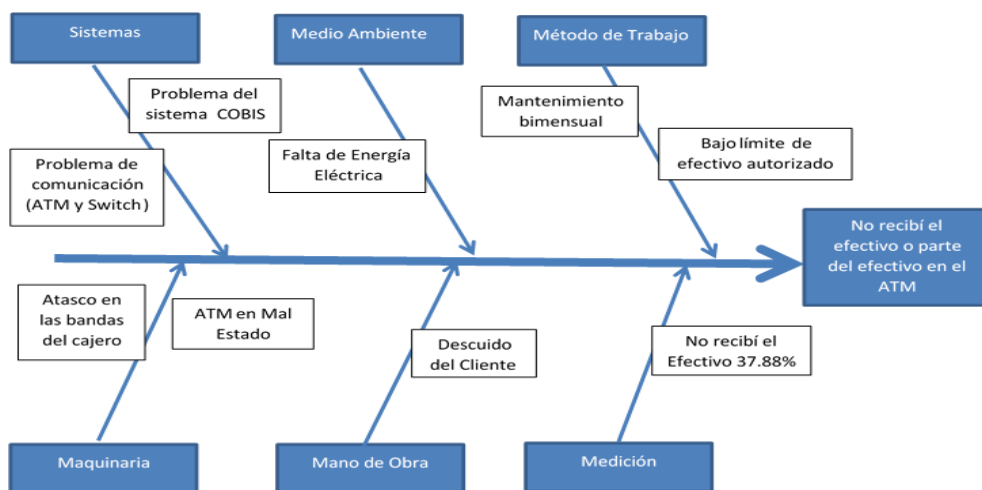 Sistemas
Medio Ambiente
Método de Trabajo
Problema del
sistema COBIS
Mantenimiento
bimensual
Problema de
comunicación
(ATM y Switch)
Falta de Energía
Eléctrica
Bajo límite de
efectivo autorizado
No recibí el
efectivo o parte
del efectivo en el
ATM
Atasco en
las bandas
del cajero
ATM en Mal
Estado
Descuido
del Cliente
No recibí el
Efectivo 37.88%
Maquinaria
Mano de Obra
Medición